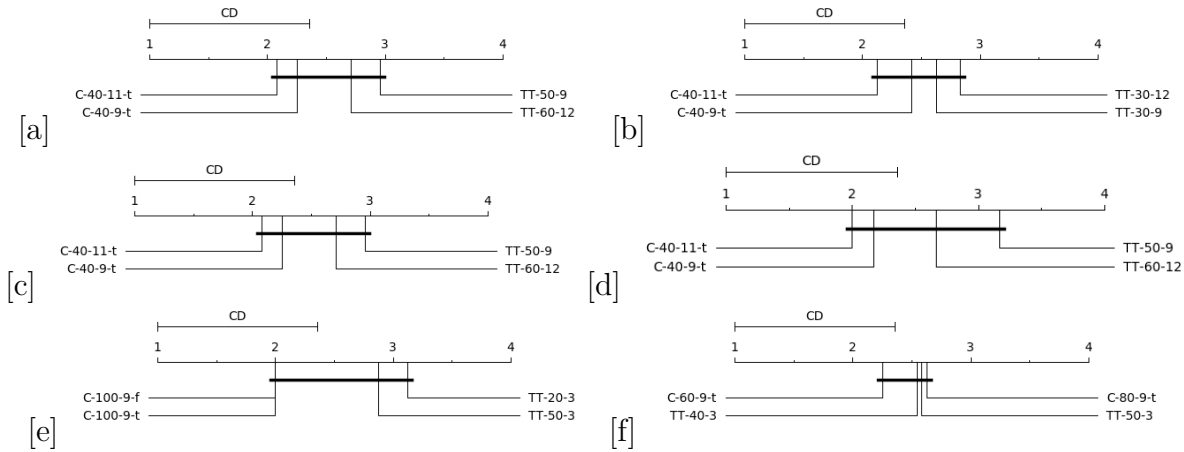 CD
1 2 3 4
C-40-11-t TT-50-9
C-40-9-t TT-60-12
[a]
CD
1 2 3 4
C-40-11-t TT-30-12
C-40-9-t TT-30-9
[b]
CD
1 2 3 4
C-40-11-t TT-50-9
C-40-9-t TT-60-12
[c]
CD
1 2 3 4
C-40-11-t TT-50-9
C-40-9-t TT-60-12
[d]
CD
1 2 3 4
C-100-9-f TT-20-3
C-100-9-t TT-50-3
[e]
CD
1 2 3 4
C-60-9-t C-80-9-t
TT-40-3 TT-50-3
[f]